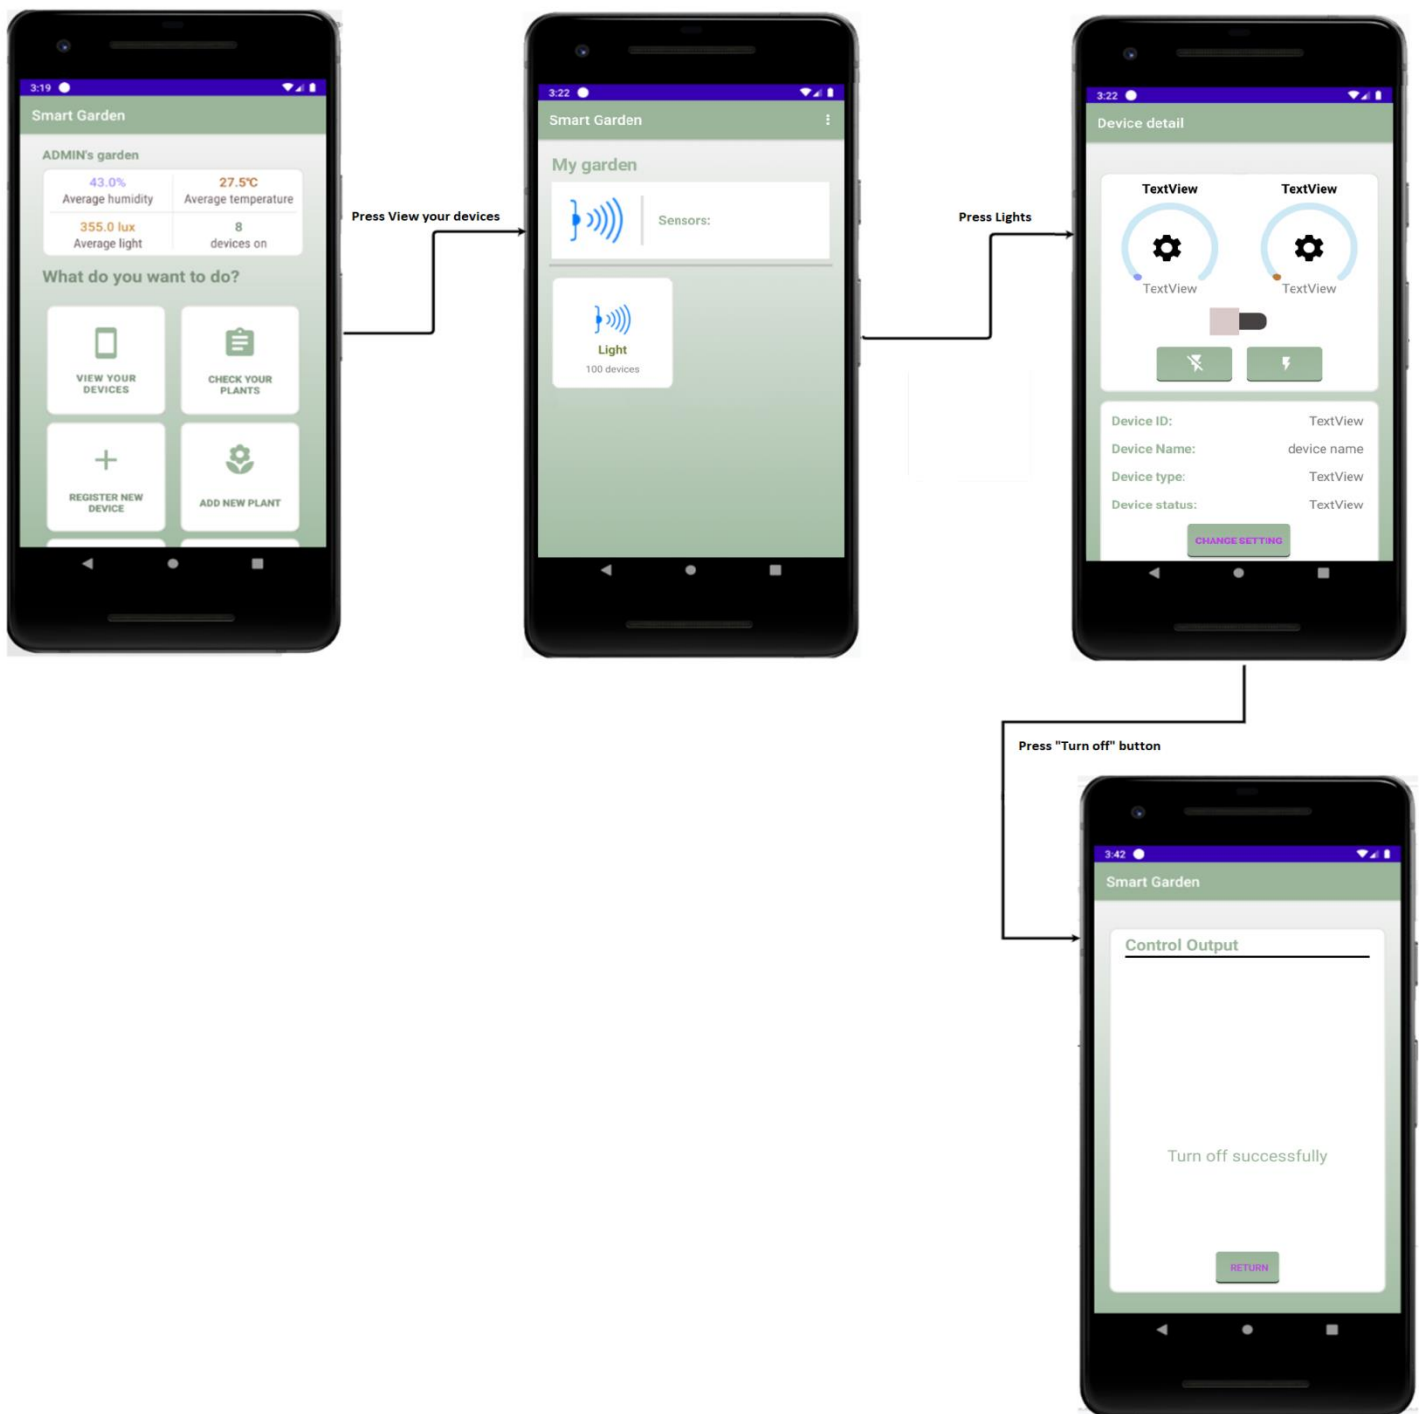 3:19
Smart Garden
ADMIN's garden
43.0%
Average humidity
27.5°C
Average temperature
355.0 lux
Average light
8
devices on
What do you want to do?
VIEW YOUR
DEVICES
CHECK YOUR
PLANTS
REGISTER NEW
DEVICE
ADD NEW PLANT
Press View your devices
3:22
Smart Garden
My garden
Sensors:
Light
100 devices
Press Lights
3:22
Device detail
TextView
TextView
TextView
TextView
Device ID: TextView
Device Name: device name
Device type: TextView
Device status: TextView
CHANGE SETTING
Press "Turn off" button
3:42
Smart Garden
Control Output
Turn off successfully
RETURN